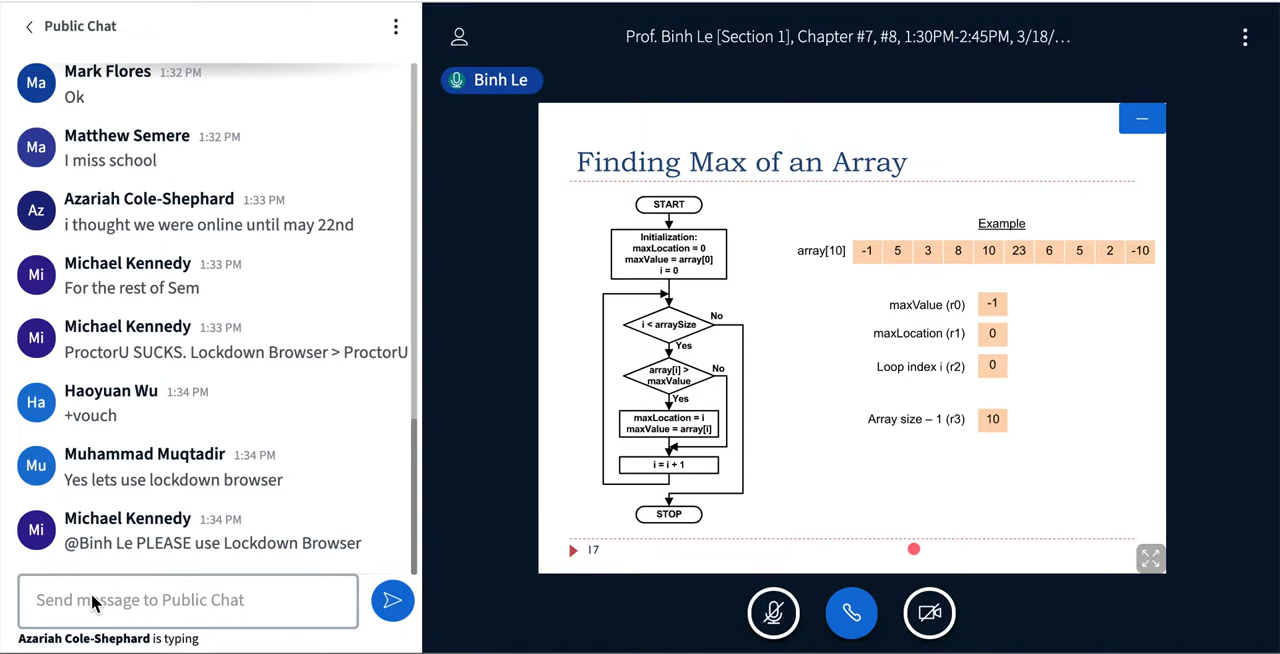 Public Chat
Ma
Mark Flores 1:32 PM
Ok
Ma
Matthew Semere 1:32 PM
I miss school
Az
Azariah Cole-Shephard 1:33 PM
i thought we were online until may 22nd
Mi
Michael Kennedy 1:33 PM
For the rest of Sem
Mi
Michael Kennedy 1:33 PM
ProctorU SUCKS. Lockdown Browser > ProctorU
Ha
Haoyuan Wu 1:34 PM
+vouch
Mu
Muhammad Muqtadir 1:34 PM
Yes lets use lockdown browser
Mi
Michael Kennedy 1:34 PM
@Binh Le PLEASE use Lockdown Browser
Send message to Public Chat
Azariah Cole-Shephard is typing
Prof. Binh Le [Section 1], Chapter #7, #8, 1:30PM-2:45PM, 3/18/…
Binh Le
Finding Max of an Array
START
Initialization:
maxLocation = 0
maxValue = array[0]
i = 0
i < arraySize
No
Yes
array[i] >
maxValue
No
Yes
maxLocation = i
maxValue = array[i]
i = i + 1
STOP
Example
array[10] -1 5 3 8 10 23 6 5 2 -10
maxValue (r0) -1
maxLocation (r1) 0
Loop index i (r2) 0
Array size – 1 (r3) 10
17